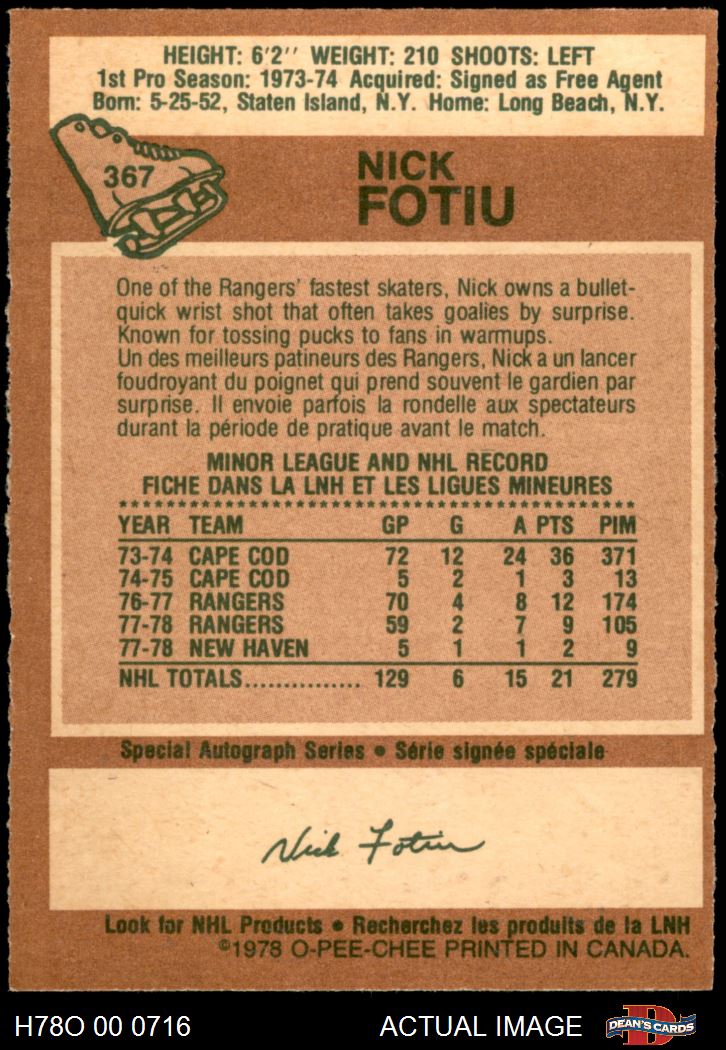 HEIGHT: 6'2'' WEIGHT: 210 SHOOTS: LEFT
1st Pro Season: 1973-74 Acquired: Signed as Free Agent
Born: 5-25-52, Staten Island, N.Y. Home: Long Beach, N.Y.
367
NICK
FOTIU
One of the Rangers' fastest skaters, Nick owns a bullet-
quick wrist shot that often takes goalies by surprise.
Known for tossing pucks to fans in warmups.
Un des meilleurs patineurs des Rangers, Nick a un lancer
foudroyant du poignet qui prend souvent le gardien par
surprise. Il envoie parfois la rondelle aux spectateurs
durant la période de pratique avant le match.
MINOR LEAGUE AND NHL RECORD
FICHE DANS LA LNH ET LES LIGUES MINEURES
YEAR TEAM GP G A PTS PIM
73-74 CAPE COD 72 12 24 36 371
74-75 CAPE COD 5 2 1 3 13
76-77 RANGERS 70 4 8 12 174
77-78 RANGERS 59 2 7 9 105
77-78 NEW HAVEN 5 1 1 2 9
NHL TOTALS............... 129 6 15 21 279
Special Autograph Series • Série signée spéciale
Nick Fotiu
Look for NHL Products • Recherchez les produits de la LNH
©1978 O-PEE-CHEE PRINTED IN CANADA.
H78O 00 0716 ACTUAL IMAGE D DEAN'S CARDS